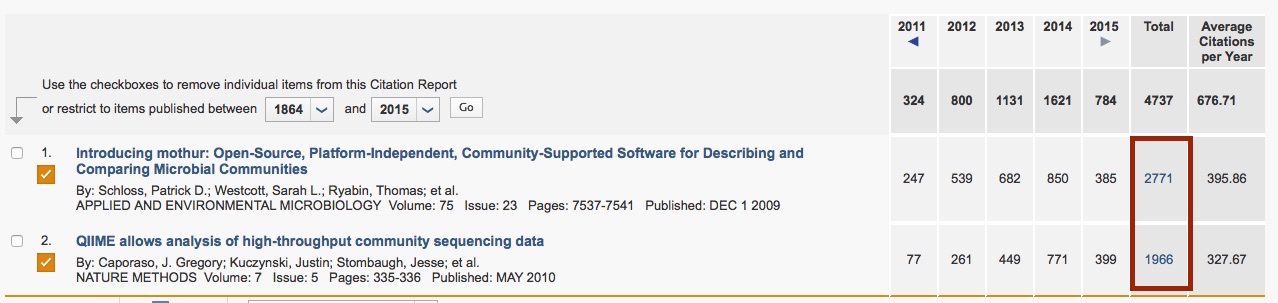 2011 2012 2013 2014 2015 Total Average
Citations
per Year
Use the checkboxes to remove individual items from this Citation Report
or restrict to items published between 1864 and 2015 Go
324 800 1131 1621 784 4737 676.71
1. Introducing mothur: Open-Source, Platform-Independent, Community-Supported Software for Describing and
Comparing Microbial Communities
By: Schloss, Patrick D.; Westcott, Sarah L.; Ryabin, Thomas; et al.
APPLIED AND ENVIRONMENTAL MICROBIOLOGY Volume: 75 Issue: 23 Pages: 7537-7541 Published: DEC 1 2009
247 539 682 850 385 2771 395.86
2. QIIME allows analysis of high-throughput community sequencing data
By: Caporaso, J. Gregory; Kuczynski, Justin; Stombaugh, Jesse; et al.
NATURE METHODS Volume: 7 Issue: 5 Pages: 335-336 Published: MAY 2010
77 261 449 771 399 1966 327.67